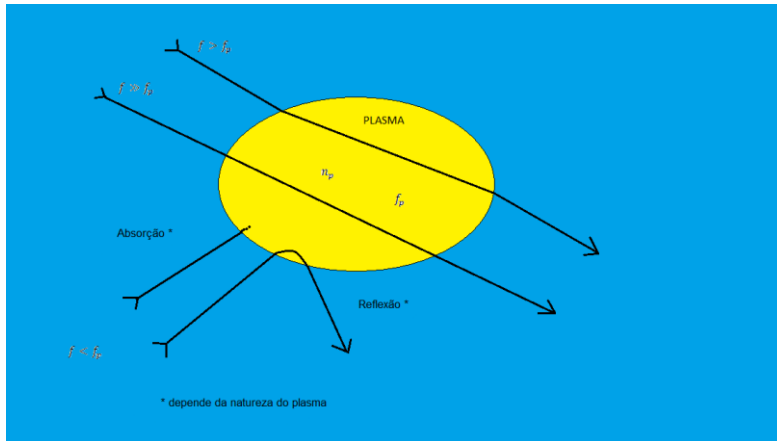 f > fₚ
f ≫ fₚ
PLASMA
nₚ
fₚ
Absorção *
Reflexão *
f < fₚ
* depende da natureza do plasma